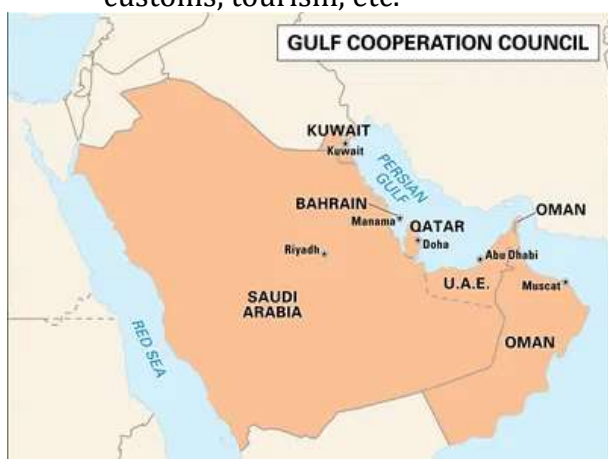 customs, tourism, etc.
GULF COOPERATION COUNCIL
KUWAIT
Kuwait
PERSIAN
GULF
BAHRAIN
Manama
QATAR
Doha
OMAN
Riyadh
Abu Dhabi
U.A.E.
Muscat
SAUDI
ARABIA
OMAN
RED SEA